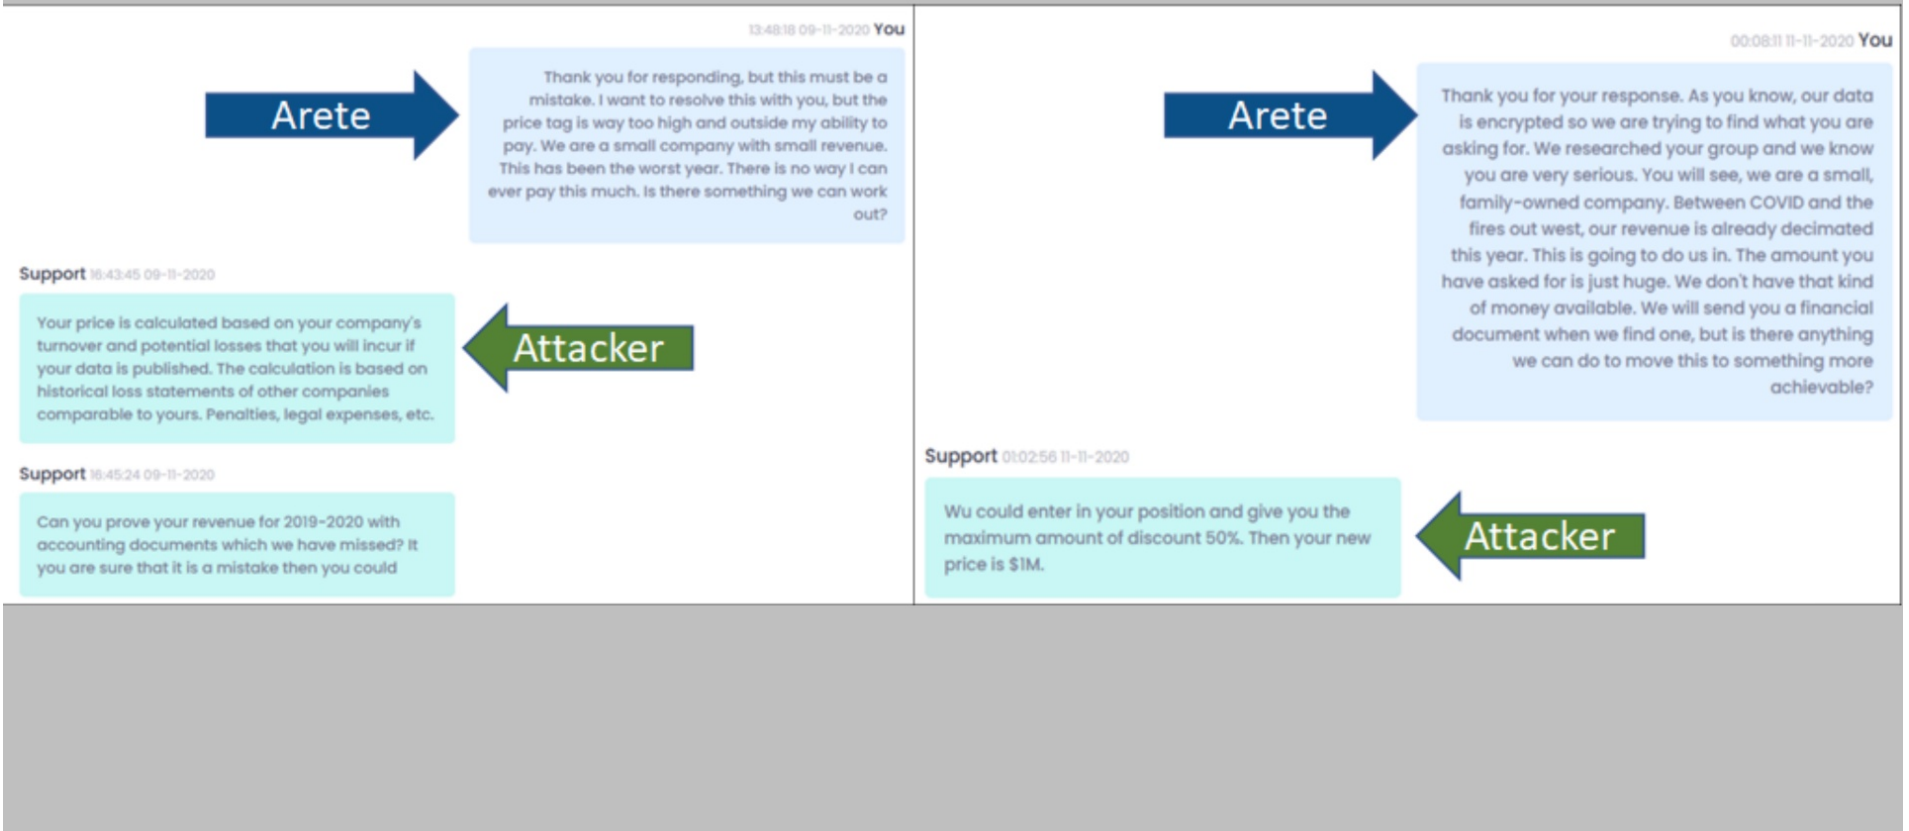 13:48:18 09-11-2020 You
Arete
Thank you for responding, but this must be a
mistake. I want to resolve this with you, but the
price tag is way too high and outside my ability to
pay. We are a small company with small revenue.
This has been the worst year. There is no way I can
ever pay this much. Is there something we can work
out?
Support 16:43:45 09-11-2020
Your price is calculated based on your company's
turnover and potential losses that you will incur if
your data is published. The calculation is based on
historical loss statements of other companies
comparable to yours. Penalties, legal expenses, etc.
Attacker
Support 16:45:24 09-11-2020
Can you prove your revenue for 2019-2020 with
accounting documents which we have missed? It
you are sure that it is a mistake then you could
00:08:11 11-11-2020 You
Arete
Thank you for your response. As you know, our data
is encrypted so we are trying to find what you are
asking for. We researched your group and we know
you are very serious. You will see, we are a small,
family-owned company. Between COVID and the
fires out west, our revenue is already decimated
this year. This is going to do us in. The amount you
have asked for is just huge. We don't have that kind
of money available. We will send you a financial
document when we find one, but is there anything
we can do to move this to something more
achievable?
Support 01:02:56 11-11-2020
Wu could enter in your position and give you the
maximum amount of discount 50%. Then your new
price is $1M.
Attacker